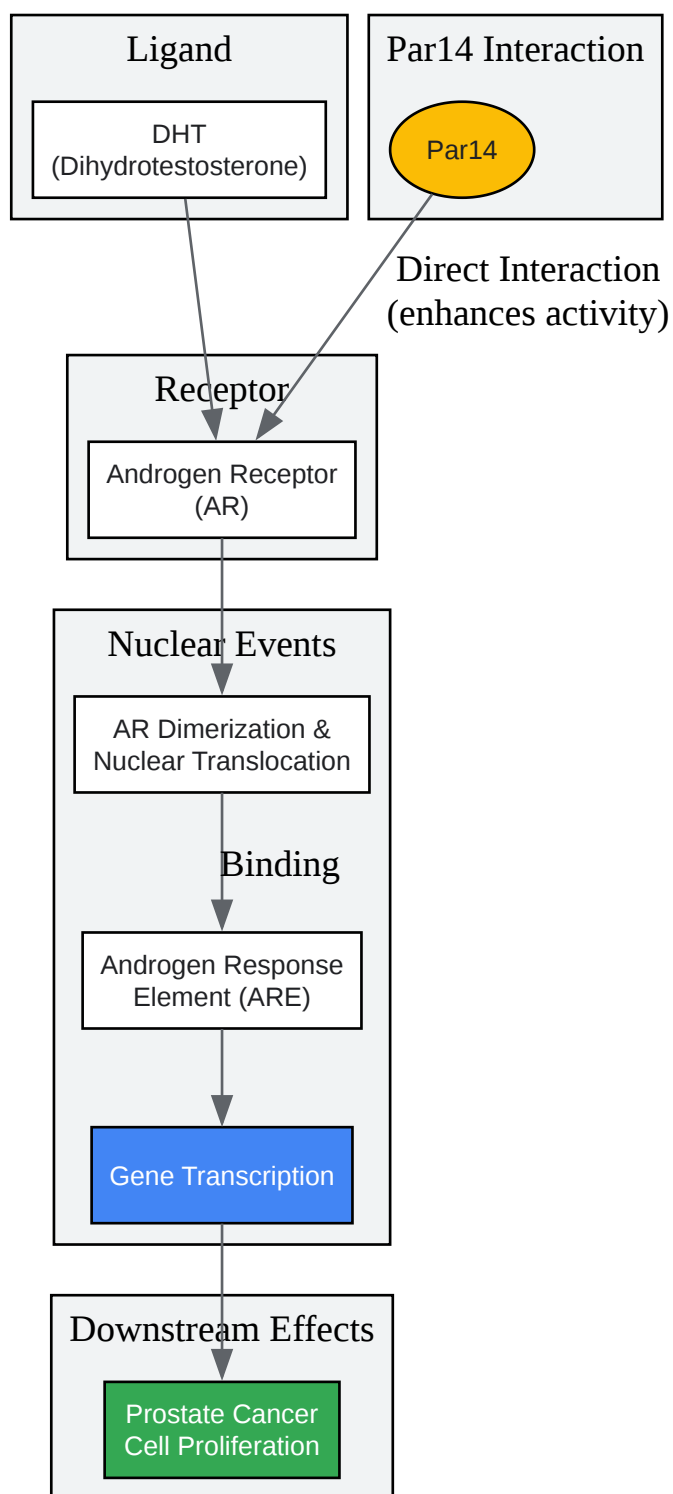 Ligand
DHT
(Dihydrotestosterone)
Par14 Interaction
Par14
Direct Interaction
(enhances activity)
Receptor
Androgen Receptor
(AR)
Nuclear Events
AR Dimerization &
Nuclear Translocation
Binding
Androgen Response
Element (ARE)
Gene Transcription
Downstream Effects
Prostate Cancer
Cell Proliferation